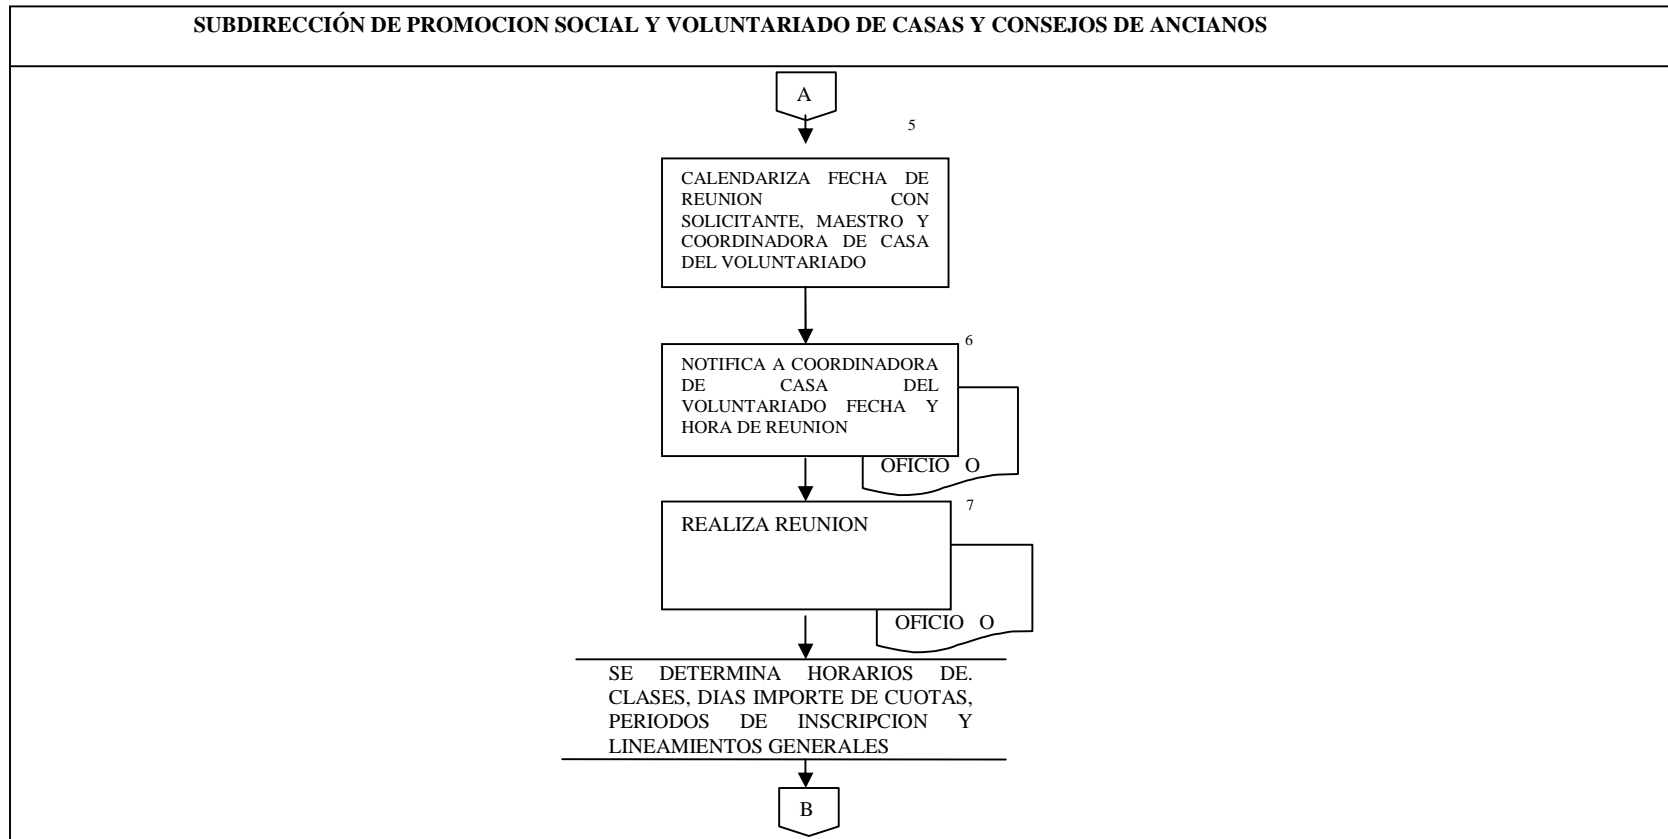 SUBDIRECCIÓN DE PROMOCION SOCIAL Y VOLUNTARIADO DE CASAS Y CONSEJOS DE ANCIANOS
A
5
CALENDARIZA FECHA DE
REUNION CON
SOLICITANTE, MAESTRO Y
COORDINADORA DE CASA
DEL VOLUNTARIADO
6
NOTIFICA A COORDINADORA
DE CASA DEL
VOLUNTARIADO FECHA Y
HORA DE REUNION
OFICIO O
7
REALIZA REUNION
OFICIO O
SE DETERMINA HORARIOS DE.
CLASES, DIAS IMPORTE DE CUOTAS,
PERIODOS DE INSCRIPCION Y
LINEAMIENTOS GENERALES
B